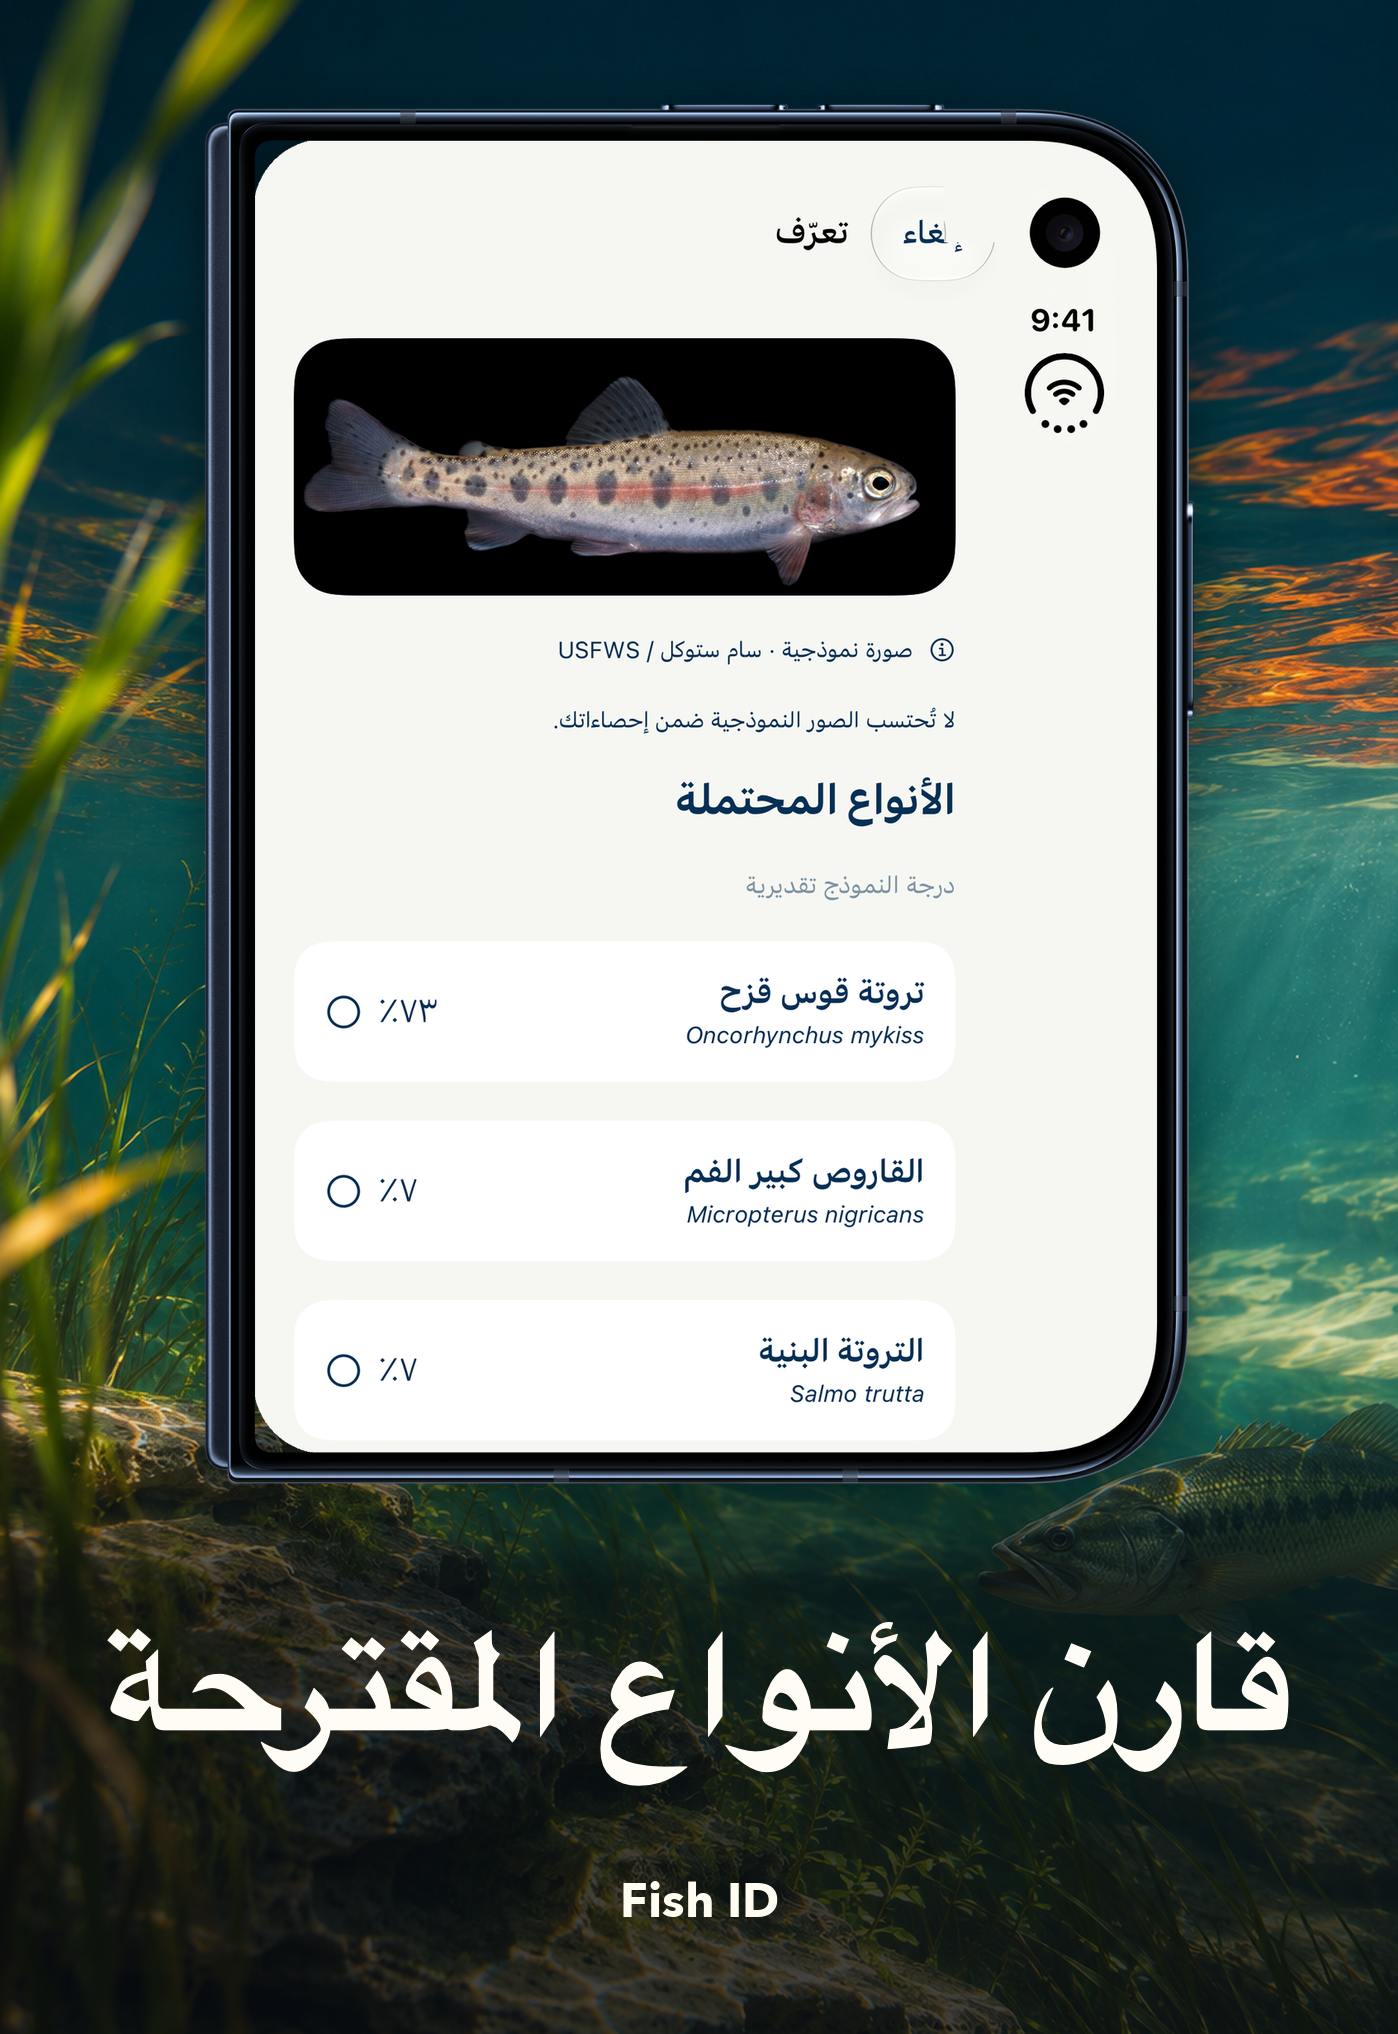 تعرّف
9:41
صورة نموذجية · سام ستوكل / USFWS
لا تُحتسب الصور النموذجية ضمن إحصاءاتك.
الأنواع المحتملة
درجة النموذج تقديرية
تروتة قوس قزح
Oncorhynchus mykiss
٧٣٪
القاروص كبير الفم
Micropterus nigricans
٧٪
التروتة البنية
Salmo trutta
٧٪
قارن الأنواع المقترحة
Fish ID